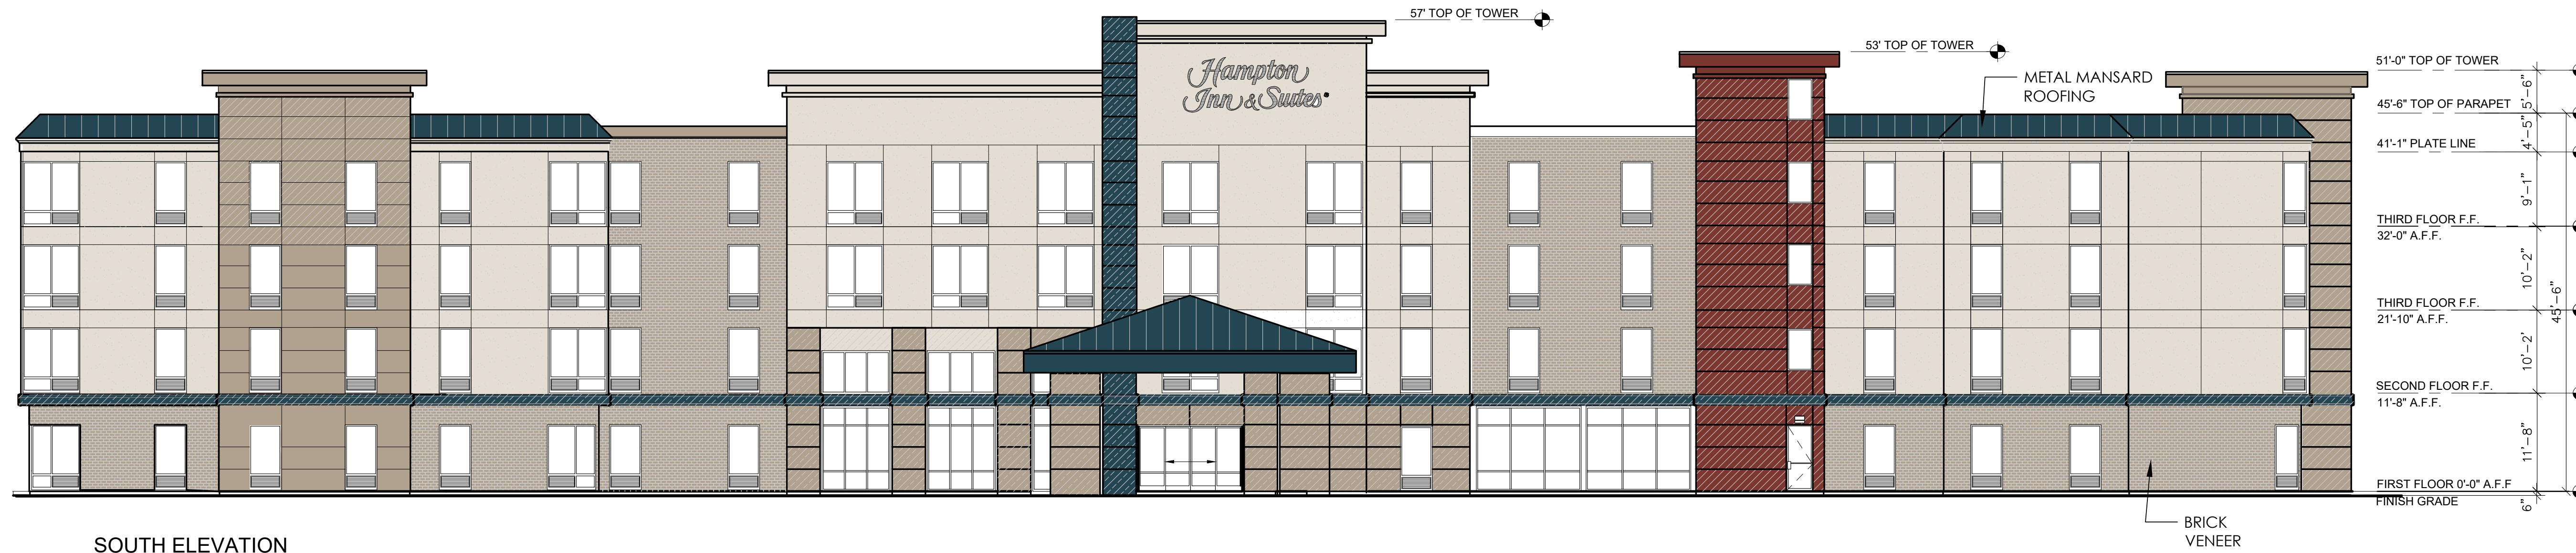 57' TOP OF TOWER
53' TOP OF TOWER
Hampton
Inn & Suites
METAL MANSARD
ROOFING
51'-0" TOP OF TOWER
5'-6"
45'-6" TOP OF PARAPET
4'-5"
41'-1" PLATE LINE
9'-1"
THIRD FLOOR F.F.
32'-0" A.F.F.
10'-2"
THIRD FLOOR F.F.
21'-10" A.F.F.
45'-6"
10'-2'
SECOND FLOOR F.F.
11'-8" A.F.F.
11'-8"
FIRST FLOOR 0'-0" A.F.F
FINISH GRADE
6"
BRICK
VENEER
SOUTH ELEVATION